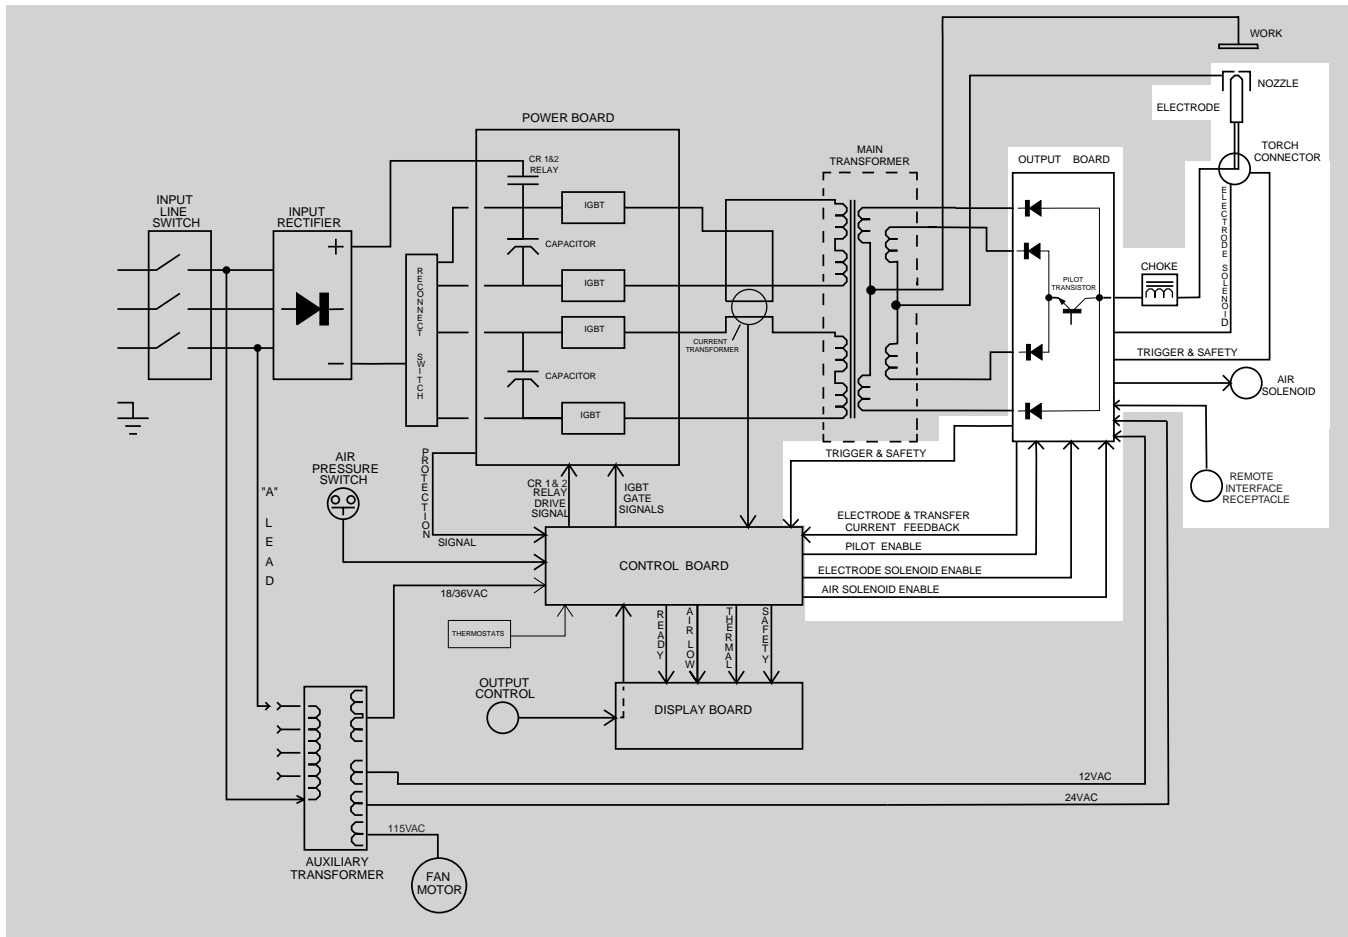 WORK
NOZZLE
ELECTRODE
POWER BOARD
TORCH
CONNECTOR
MAIN
TRANSFORMER
OUTPUT BOARD
CR 1&2
RELAY
INPUT
LINE
SWITCH
INPUT
RECTIFIER
IGBT
ELECTRODE SOLENOID
+
CAPACITOR
RECONNECT SWITCH
CHOKE
PILOT
TRANSISTOR
IGBT
IGBT
CURRENT
TRANSFORMER
TRIGGER & SAFETY
–
CAPACITOR
AIR
SOLENOID
IGBT
PROTECTION
SIGNAL
AIR
PRESSURE
SWITCH
TRIGGER & SAFETY
REMOTE
INTERFACE
RECEPTACLE
"A"
LEAD
CR 1 & 2
RELAY
DRIVE
SIGNAL
IGBT
GATE
SIGNALS
ELECTRODE & TRANSFER
CURRENT FEEDBACK
PILOT ENABLE
CONTROL BOARD
ELECTRODE SOLENOID ENABLE
AIR SOLENOID ENABLE
18/36VAC
THERMOSTATS
READY
AIR LOW
THERMAL
SAFETY
OUTPUT
CONTROL
DISPLAY BOARD
12VAC
24VAC
115VAC
AUXILIARY
TRANSFORMER
FAN
MOTOR